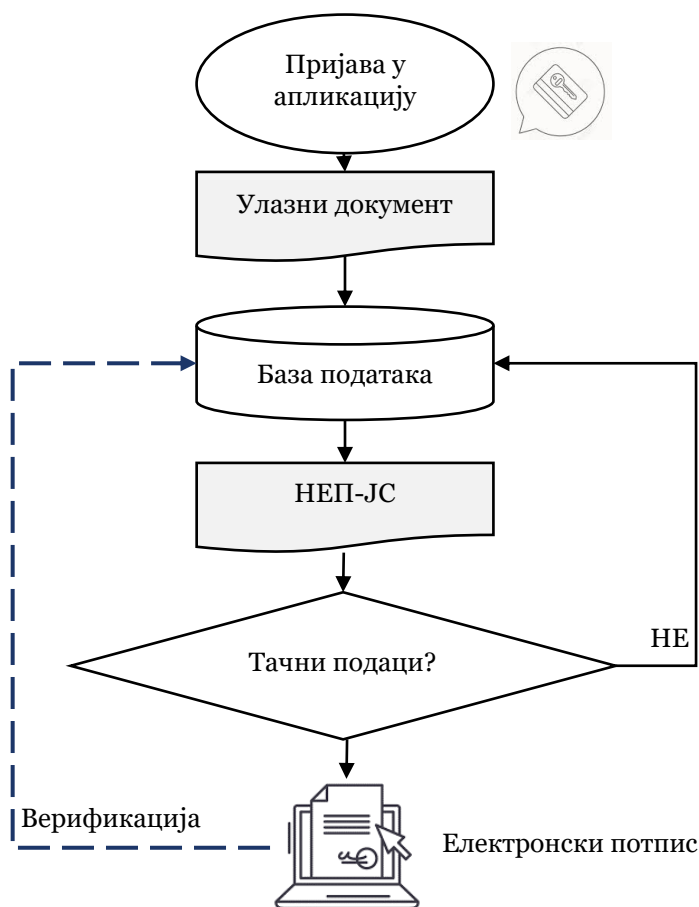 Пријава у
апликацију
Улазни документ
База података
НЕП-ЈС
Тачни подаци?
НЕ
Верификација
Електронски потпис